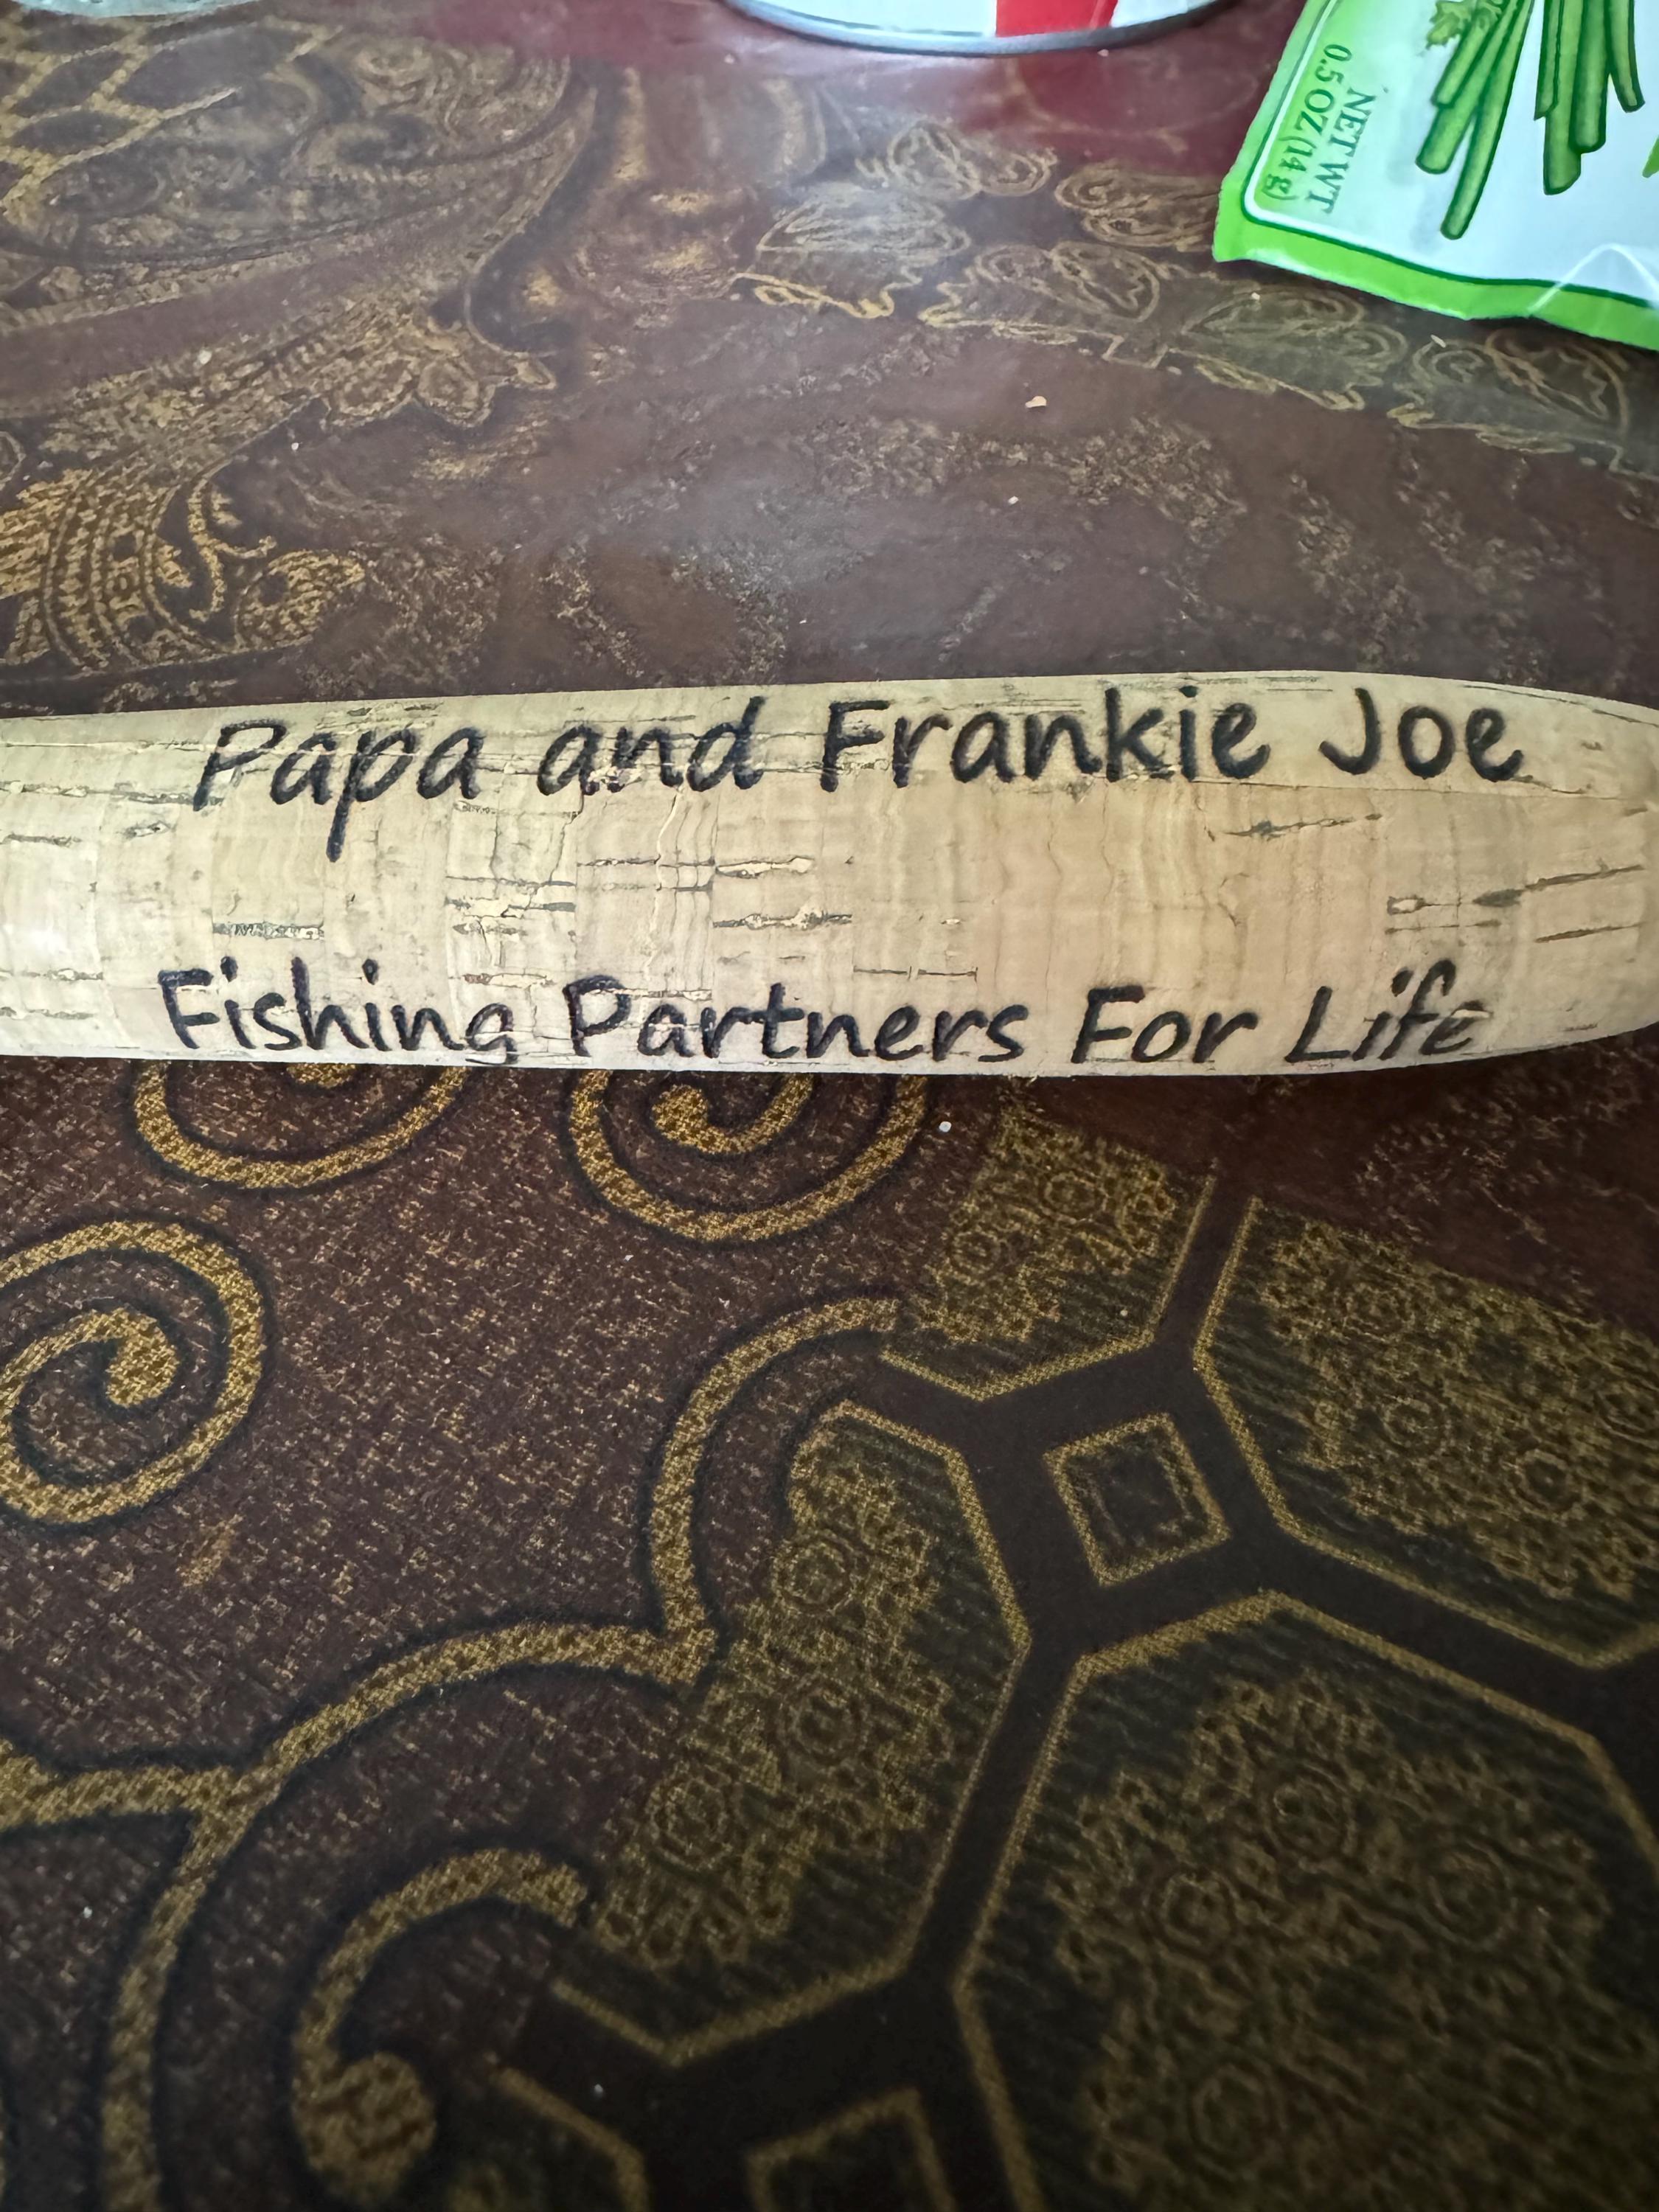 NET WT
0.5 OZ (14 g)
Papa and Frankie Joe
Fishing Partners For Life